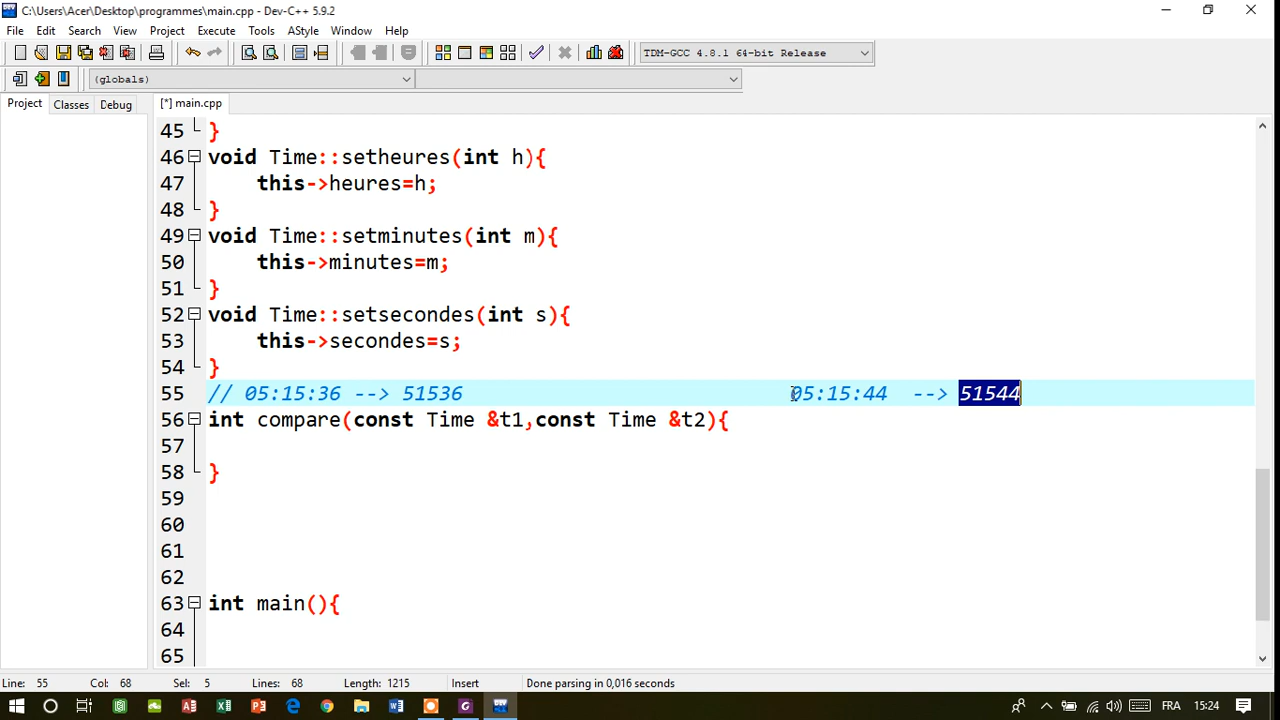 C:\Users\Acer\Desktop\programmes\main.cpp - Dev-C++ 5.9.2
File Edit Search View Project Execute Tools AStyle Window Help
TDM-GCC 4.8.1 64-bit Release
(globals)
Project Classes Debug [*] main.cpp
45 }
46 void Time::setheures(int h){
47 this->heures=h;
48 }
49 void Time::setminutes(int m){
50 this->minutes=m;
51 }
52 void Time::setsecondes(int s){
53 this->secondes=s;
54 }
55 // 05:15:36 --> 51536 05:15:44 --> 51544
56 int compare(const Time &t1,const Time &t2){
57
58 }
59
60
61
62
63 int main(){
64
65
Line: 55 Col: 68 Sel: 5 Lines: 68 Length: 1215 Insert Done parsing in 0,016 seconds
FRA 15:24